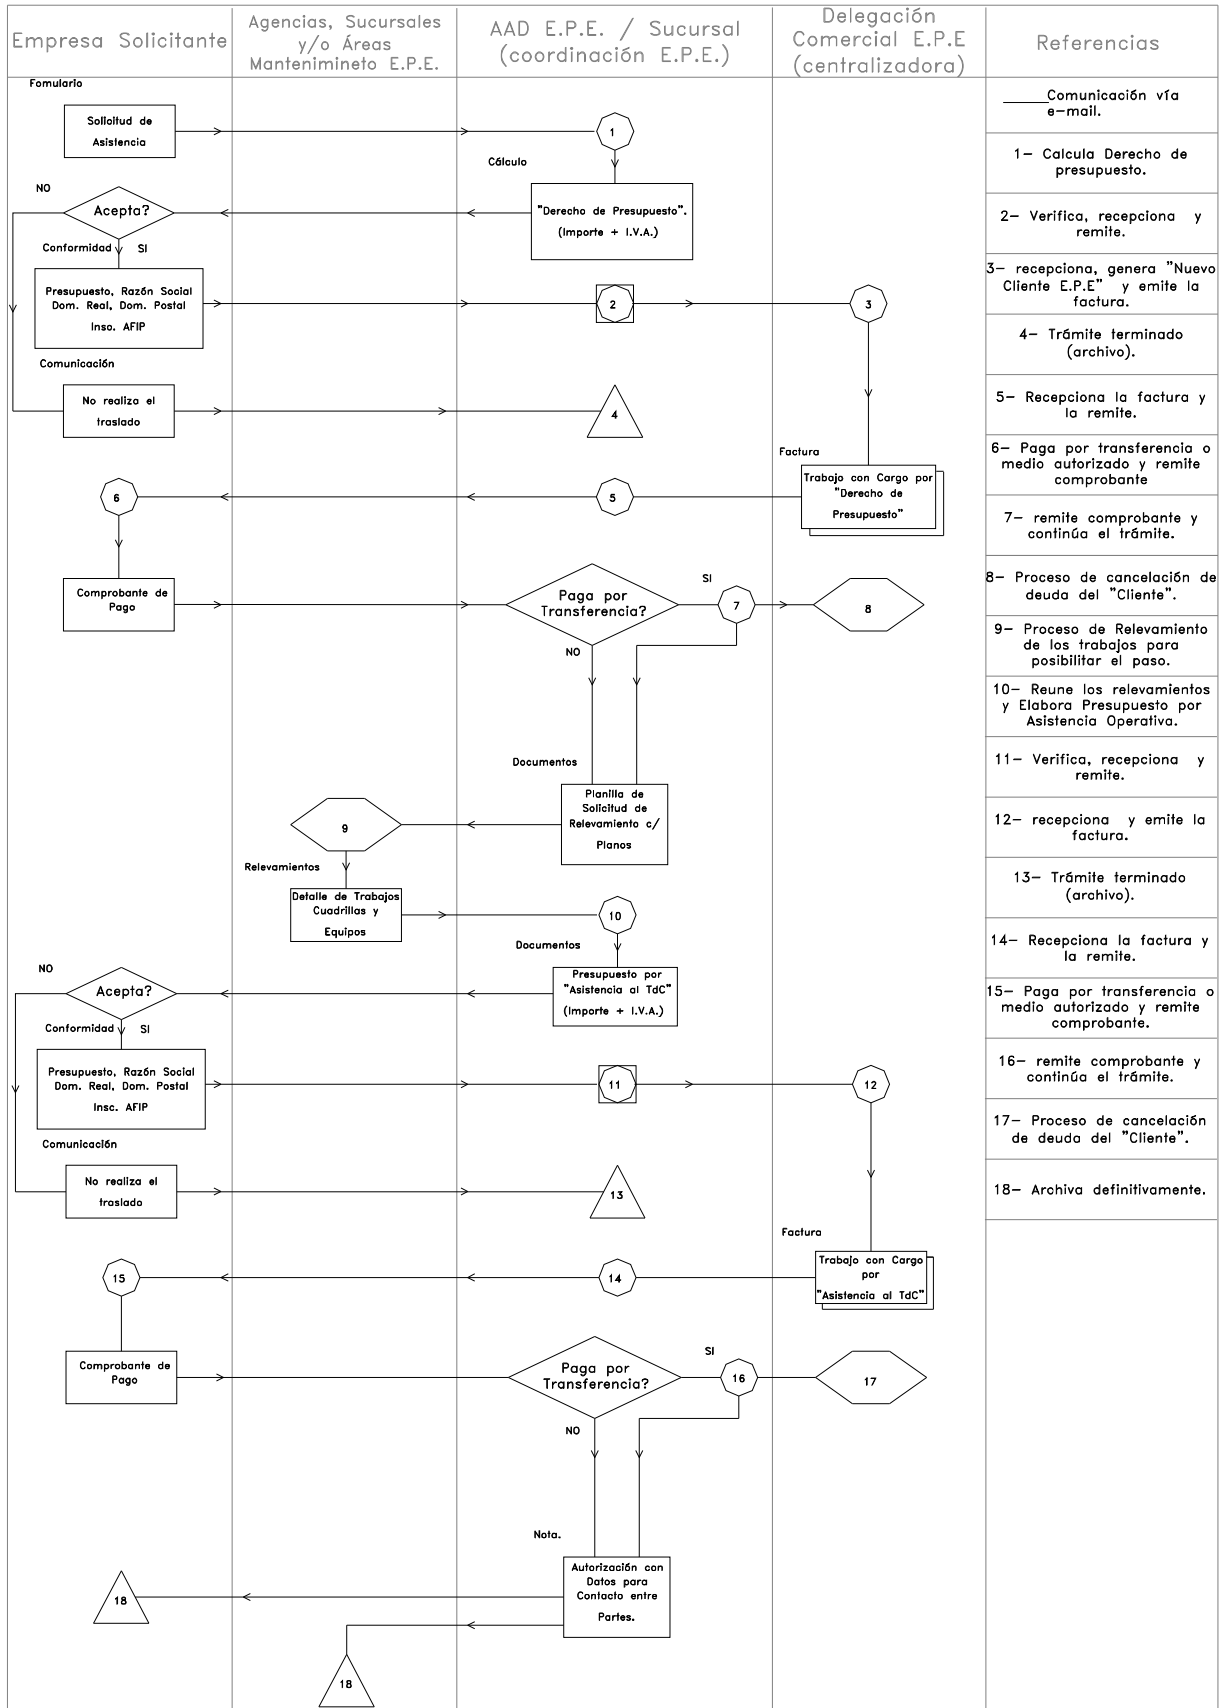 Empresa Solicitante
Agencias, Sucursales
y/o Áreas
Mantenimineto E.P.E.
AAD E.P.E. / Sucursal
(coordinación E.P.E.)
Delegación
Comercial E.P.E
(centralizadora)
Referencias
Fomulario
Solicitud de
Asistencia
1
Cálculo
"Derecho de Presupuesto".
(Importe + I.V.A.)
NO
Acepta?
Conformidad
SI
Presupuesto, Razón Social
Dom. Real, Dom. Postal
Insc. AFIP
2
3
Comunicación
No realiza el
traslado
4
Factura
Trabajo con Cargo por
"Derecho de
Presupuesto"
5
6
Comprobante de
Pago
Paga por
Transferencia?
SI
7
8
NO
Documentos
Planilla de
Solicitud de
Relevamiento c/
Planos
9
Relevamientos
Detalle de Trabajos
Cuadrillas y
Equipos
10
Documentos
Presupuesto por
"Asistencia al TdC"
(Importe + I.V.A.)
NO
Acepta?
Conformidad
SI
Presupuesto, Razón Social
Dom. Real, Dom. Postal
Insc. AFIP
11
12
Comunicación
No realiza el
traslado
13
Factura
Trabajo con Cargo
por
"Asistencia al TdC"
14
15
Comprobante de
Pago
Paga por
Transferencia?
SI
16
17
NO
Nota.
Autorización con
Datos para
Contacto entre
Partes.
18
18
Comunicación vía
e-mail.
1- Calcula Derecho de
presupuesto.
2- Verifica, recepciona y
remite.
3- recepciona, genera "Nuevo
Cliente E.P.E" y emite la
factura.
4- Trámite terminado
(archivo).
5- Recepciona la factura y
la remite.
6- Paga por transferencia o
medio autorizado y remite
comprobante
7- remite comprobante y
continúa el trámite.
8- Proceso de cancelación de
deuda del "Cliente".
9- Proceso de Relevamiento
de los trabajos para
posibilitar el paso.
10- Reune los relevamientos
y Elabora Presupuesto por
Asistencia Operativa.
11- Verifica, recepciona y
remite.
12- recepciona y emite la
factura.
13- Trámite terminado
(archivo).
14- Recepciona la factura y
la remite.
15- Paga por transferencia o
medio autorizado y remite
comprobante.
16- remite comprobante y
continúa el trámite.
17- Proceso de cancelación
de deuda del "Cliente".
18- Archiva definitivamente.